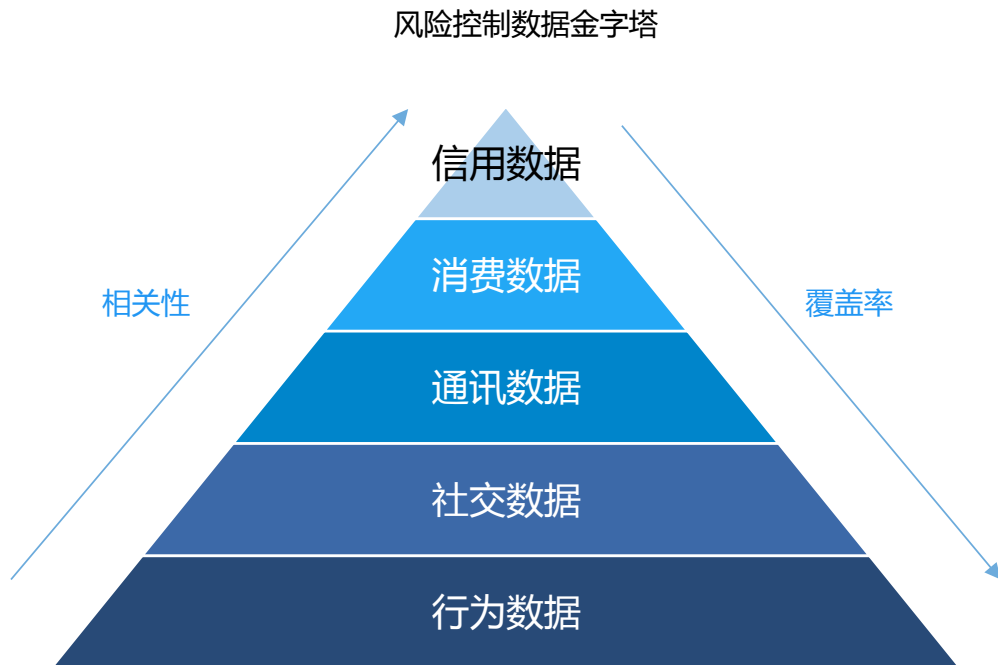 风险控制数据金字塔
信用数据
消费数据
相关性
覆盖率
通讯数据
社交数据
行为数据